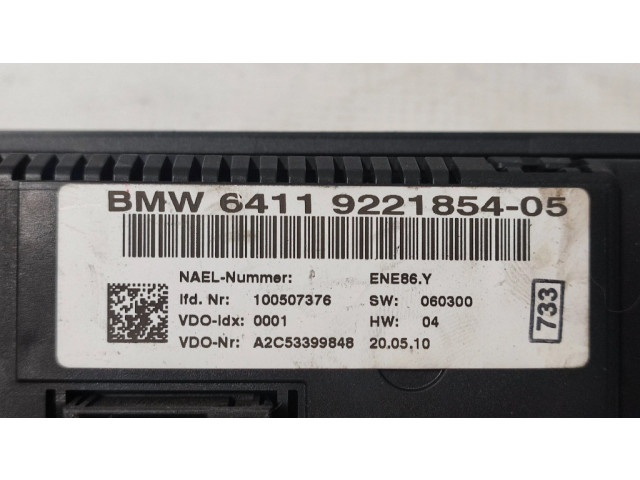 BMW 6411 9221854-05
NAEL-Nummer: ENE86.Y
lfd. Nr: 100507376 SW: 060300
VDO-Idx: 0001 HW: 04
VDO-Nr: A2C53399848 20.05.10
733